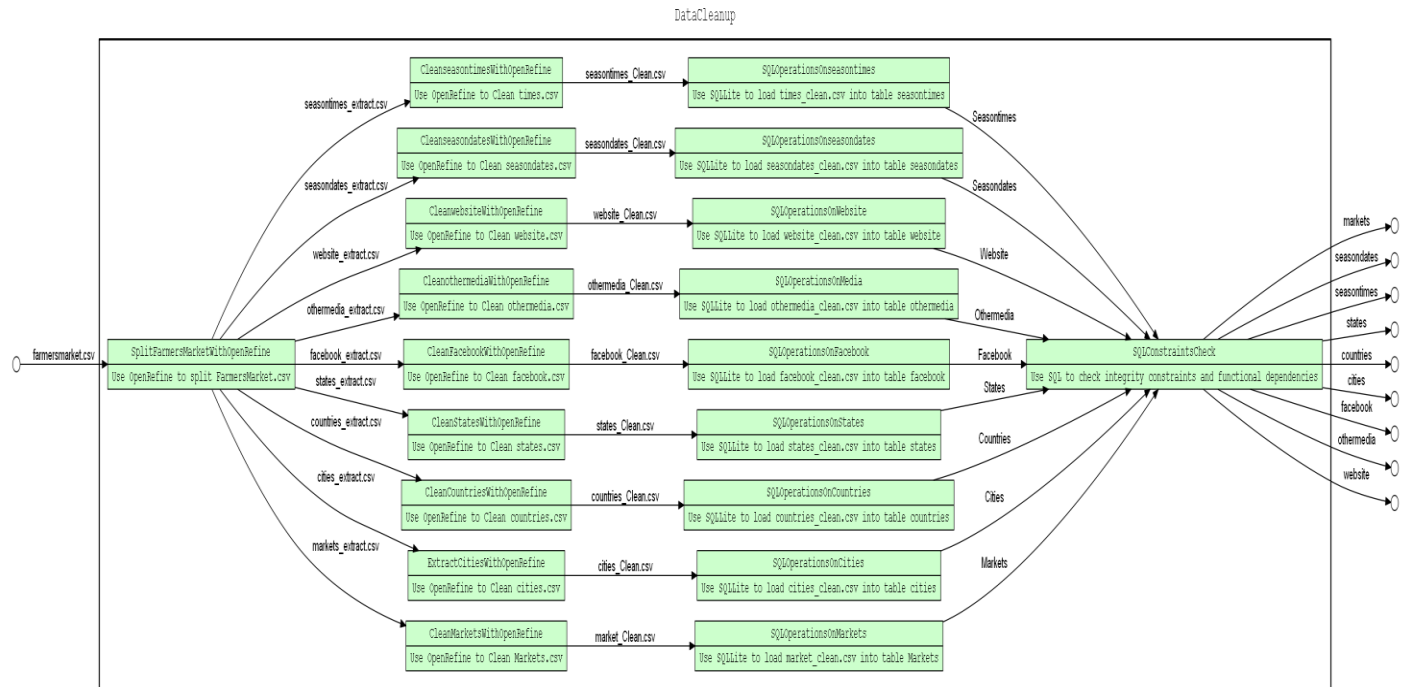 DataCleanup
farmersmarket.csv
SplitFarmersMarketWithOpenRefine
Use OpenRefine to split FarmersMarket.csv
seasontimes_extract.csv
seasondates_extract.csv
website_extract.csv
othermedia_extract.csv
facebook_extract.csv
states_extract.csv
countries_extract.csv
cities_extract.csv
markets_extract.csv
CleanseasontimesWithOpenRefine
Use OpenRefine to Clean times.csv
seasontimes_Clean.csv
SQLOperationsOnseasontimes
Use SQLLite to load times_clean.csv into table seasontimes
Seasontimes
CleanseasondatesWithOpenRefine
Use OpenRefine to Clean seasondates.csv
seasondates_Clean.csv
SQLOperationsOnseasondates
Use SQLLite to load seasondates_clean.csv into table seasondates
Seasondates
CleanwebsiteWithOpenRefine
Use OpenRefine to Clean website.csv
website_Clean.csv
SQLOperationsOnWebsite
Use SQLLite to load website_clean.csv into table website
Website
CleanothermediaWithOpenRefine
Use OpenRefine to Clean othermedia.csv
othermedia_Clean.csv
SQLOperationsOnMedia
Use SQLLite to load othermedia_clean.csv into table othermedia
Othermedia
CleanFacebookWithOpenRefine
Use OpenRefine to Clean facebook.csv
facebook_Clean.csv
SQLOperationsOnFacebook
Use SQLLite to load facebook_clean.csv into table facebook
Facebook
CleanStatesWithOpenRefine
Use OpenRefine to Clean states.csv
states_Clean.csv
SQLOperationsOnStates
Use SQLLite to load states_clean.csv into table states
States
CleanCountriesWithOpenRefine
Use OpenRefine to Clean countries.csv
countries_Clean.csv
SQLOperationsOnCountries
Use SQLLite to load countries_clean.csv into table countries
Countries
ExtractCitiesWithOpenRefine
Use OpenRefine to Clean cities.csv
cities_Clean.csv
SQLOperationsOnCities
Use SQLLite to load cities_clean.csv into table cities
Cities
CleanMarketsWithOpenRefine
Use OpenRefine to Clean Markets.csv
market_Clean.csv
SQLOperationsOnMarkets
Use SQLLite to load market_clean.csv into table Markets
Markets
SQLConstraintsCheck
Use SQL to check integrity constraints and functional dependencies
markets
seasondates
seasontimes
states
countries
cities
facebook
othermedia
website